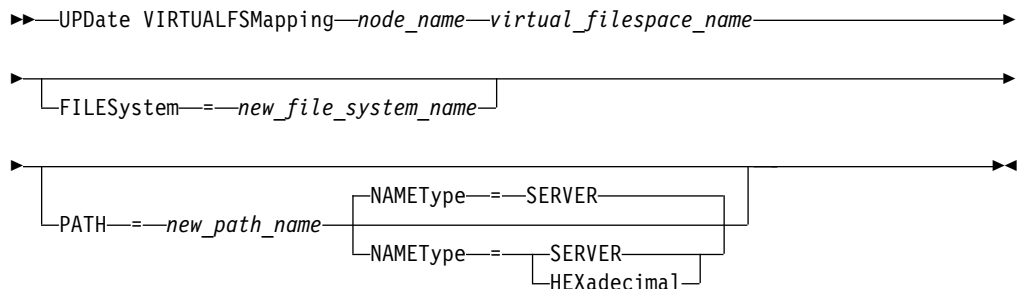 UPDate VIRTUALFSMapping node_name virtual_filespace_name
FILESystem = new_file_system_name
NAMEType = SERVER
PATH = new_path_name
NAMEType = SERVER
HEXadecimal